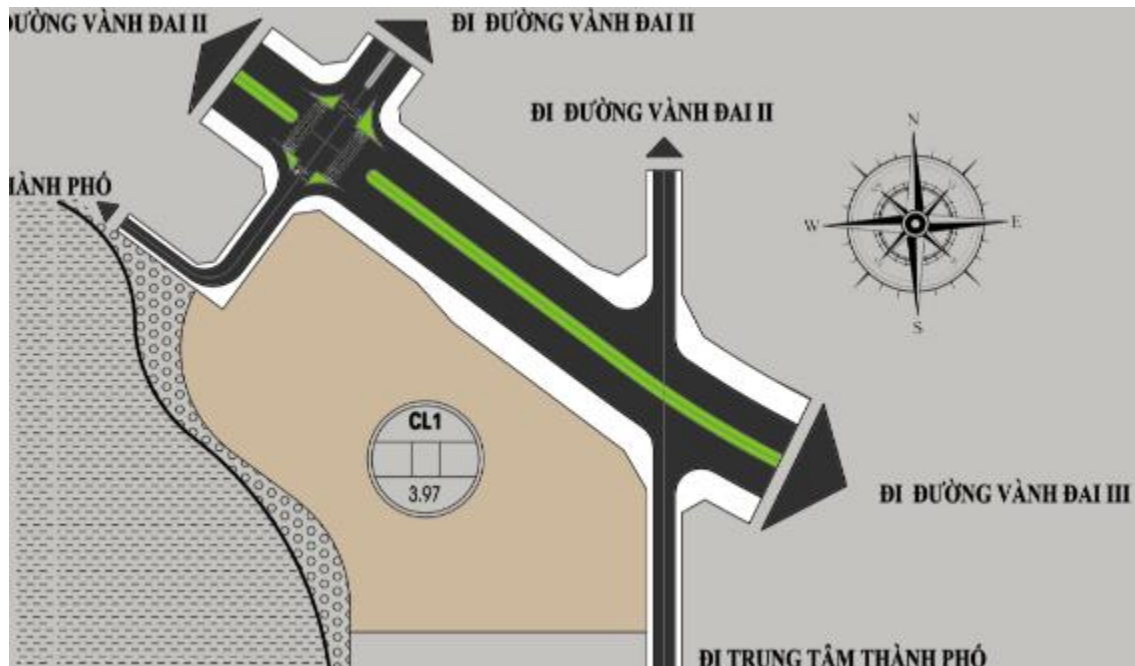 ĐƯỜNG VÀNH ĐAI II
ĐI ĐƯỜNG VÀNH ĐAI II
ĐI ĐƯỜNG VÀNH ĐAI II
N
THÀNH PHỐ
W
E
S
CL1
3.97
ĐI ĐƯỜNG VÀNH ĐAI III
ĐI TRUNG TÂM THÀNH PHỐ